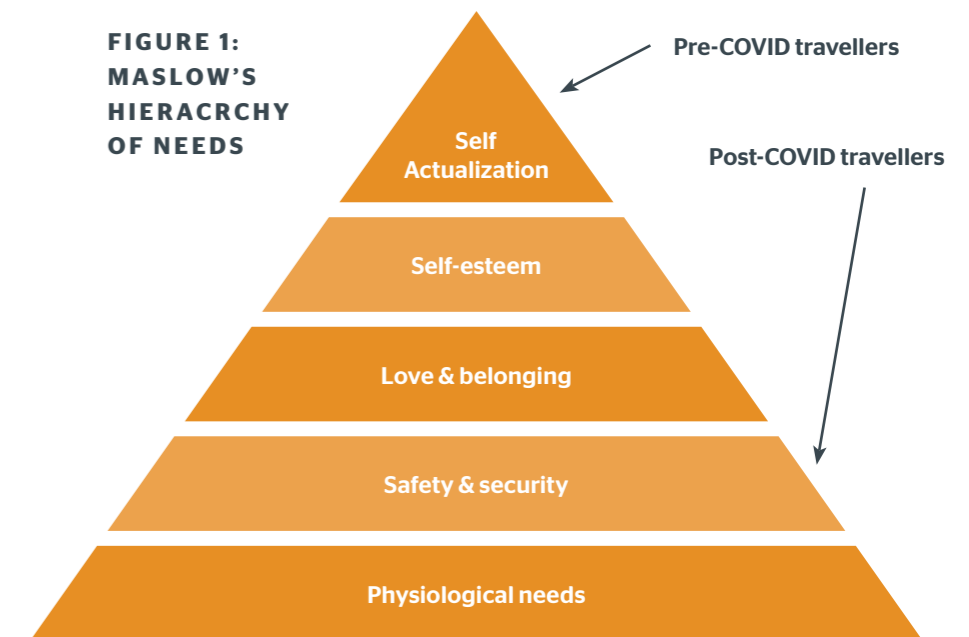 FIGURE 1:
MASLOW'S
HIERACRCHY
OF NEEDS
Pre-COVID travellers
Post-COVID travellers
Self
Actualization
Self-esteem
Love & belonging
Safety & security
Physiological needs